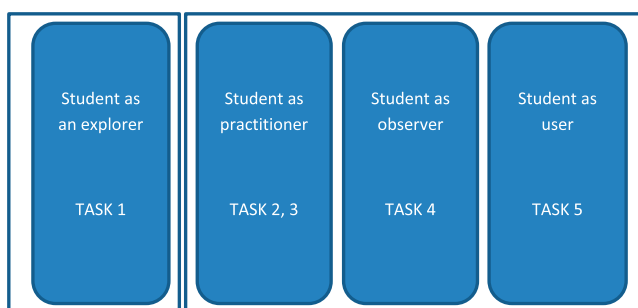 Student as
an explorer
TASK 1
Student as
practitioner
TASK 2, 3
Student as
observer
TASK 4
Student as
user
TASK 5